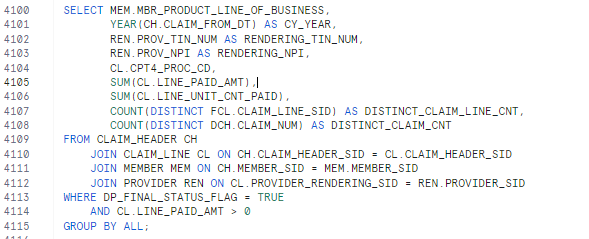 4100 SELECT MEM.MBR_PRODUCT_LINE_OF_BUSINESS,
4101 YEAR(CH.CLAIM_FROM_DT) AS CY_YEAR,
4102 REN.PROV_TIN_NUM AS RENDERING_TIN_NUM,
4103 REN.PROV_NPI AS RENDERING_NPI,
4104 CL.CPT4_PROC_CD,
4105 SUM(CL.LINE_PAID_AMT),
4106 SUM(CL.LINE_UNIT_CNT_PAID),
4107 COUNT(DISTINCT FCL.CLAIM_LINE_SID) AS DISTINCT_CLAIM_LINE_CNT,
4108 COUNT(DISTINCT DCH.CLAIM_NUM) AS DISTINCT_CLAIM_CNT
4109 FROM CLAIM_HEADER CH
4110 JOIN CLAIM_LINE CL ON CH.CLAIM_HEADER_SID = CL.CLAIM_HEADER_SID
4111 JOIN MEMBER MEM ON CH.MEMBER_SID = MEM.MEMBER_SID
4112 JOIN PROVIDER REN ON CL.PROVIDER_RENDERING_SID = REN.PROVIDER_SID
4113 WHERE DP_FINAL_STATUS_FLAG = TRUE
4114 AND CL.LINE_PAID_AMT > 0
4115 GROUP BY ALL;